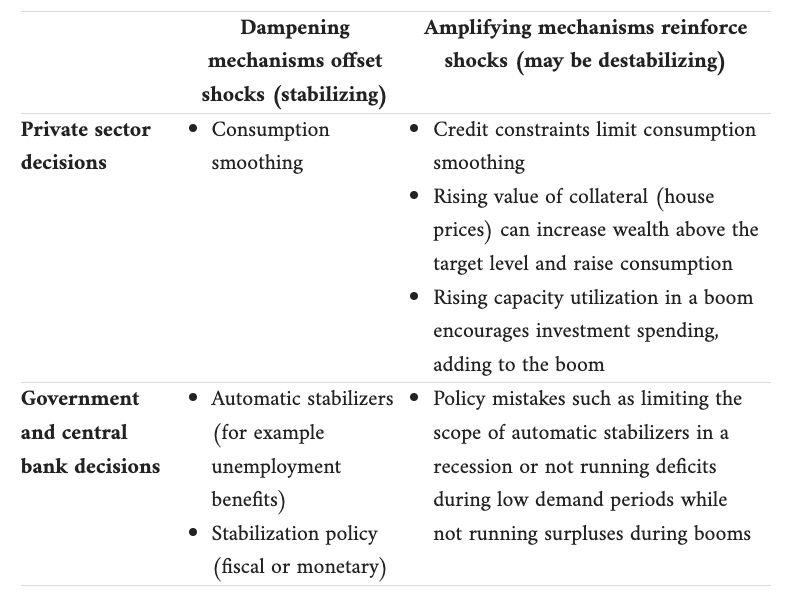 Dampening
mechanisms offset
shocks (stabilizing)
Amplifying mechanisms reinforce
shocks (may be destabilizing)
Private sector
decisions
• Consumption
smoothing
• Credit constraints limit consumption
smoothing
• Rising value of collateral (house
prices) can increase wealth above the
target level and raise consumption
• Rising capacity utilization in a boom
encourages investment spending,
adding to the boom
Government
and central
bank decisions
• Automatic stabilizers
(for example
unemployment
benefits)
• Stabilization policy
(fiscal or monetary)
• Policy mistakes such as limiting the
scope of automatic stabilizers in a
recession or not running deficits
during low demand periods while
not running surpluses during booms